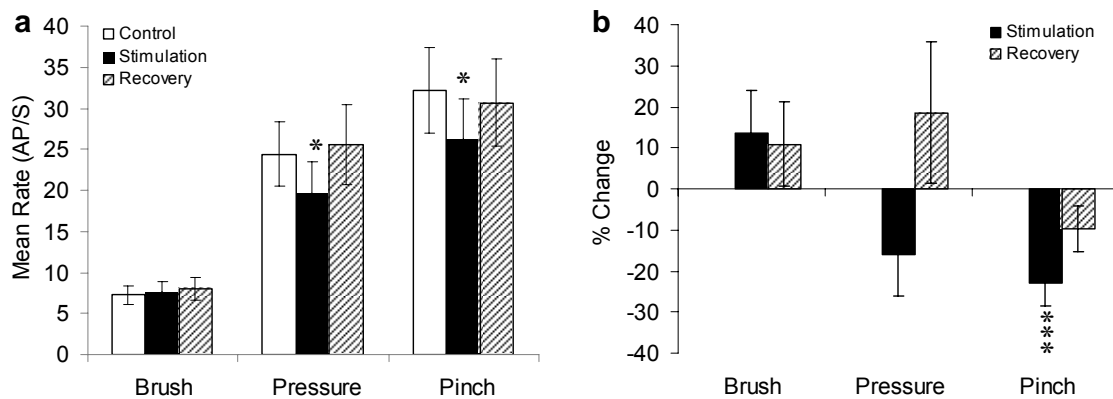 a
Mean Rate (AP/S)
40
35
30
25
20
15
10
5
0
Control
Stimulation
Recovery
*
*
Brush Pressure Pinch
b
% Change
40
30
20
10
0
-10
-20
-30
-40
Stimulation
Recovery
***
Brush Pressure Pinch